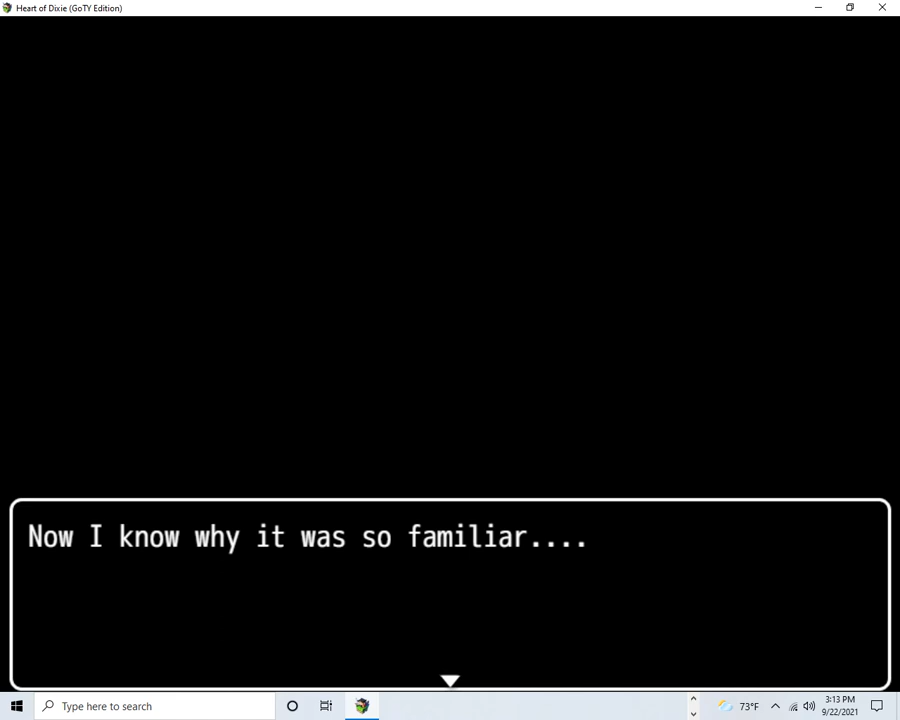 Heart of Dixie (GoTY Edition)
Now I know why it was so familiar....
Type here to search
73°F
3:13 PM
9/22/2021